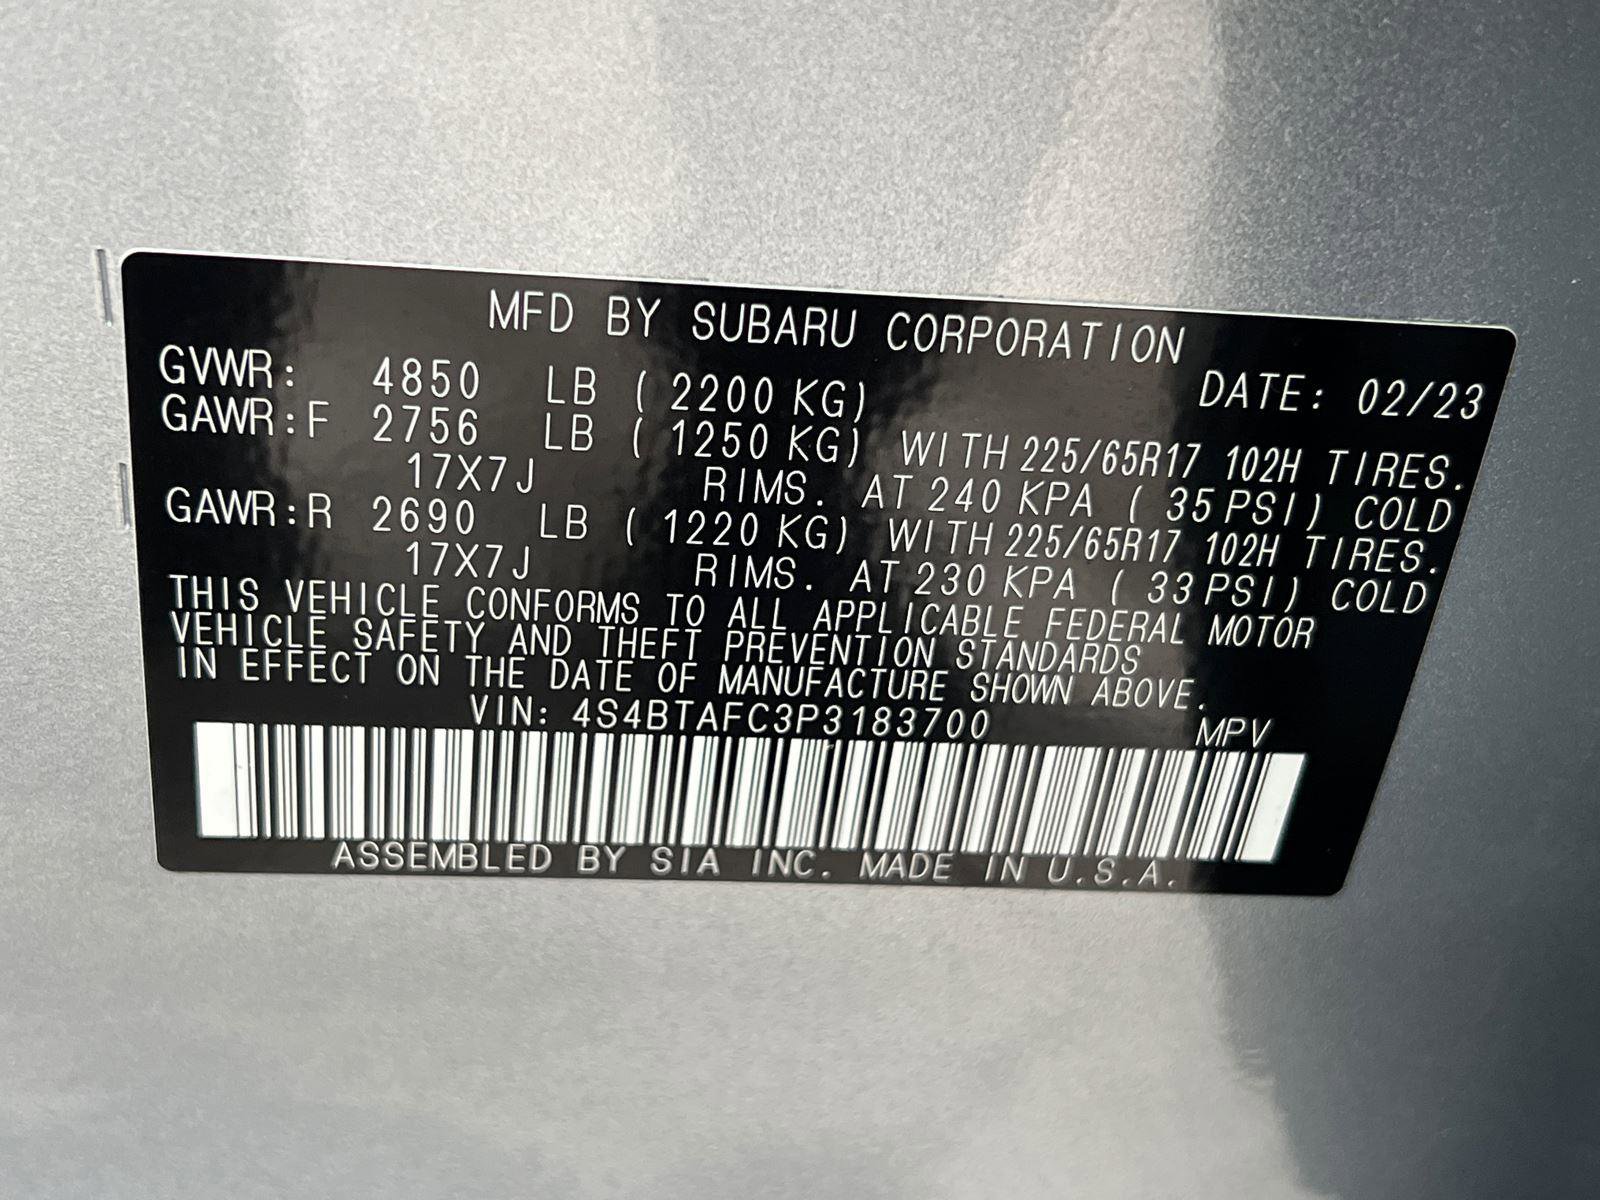 MFD BY SUBARU CORPORATION
DATE: 02/23
GVWR: 4850 LB ( 2200 KG)
GAWR:F 2756 LB ( 1250 KG) WITH 225/65R17 102H TIRES.
17X7J RIMS. AT 240 KPA ( 35 PSI) COLD
GAWR:R 2690 LB ( 1220 KG) WITH 225/65R17 102H TIRES.
17X7J RIMS. AT 230 KPA ( 33 PSI) COLD
THIS VEHICLE CONFORMS TO ALL APPLICABLE FEDERAL MOTOR
VEHICLE SAFETY AND THEFT PREVENTION STANDARDS
IN EFFECT ON THE DATE OF MANUFACTURE SHOWN ABOVE.
VIN: 4S4BTAFC3P3183700 MPV
ASSEMBLED BY SIA INC. MADE IN U.S.A.